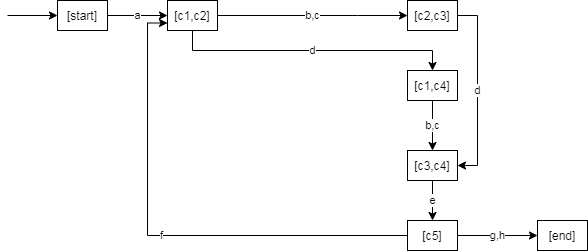 [start] a [c1,c2] b,c [c2,c3]
d
[c1,c4] d
b,c
[c3,c4]
e
f [c5] g,h [end]